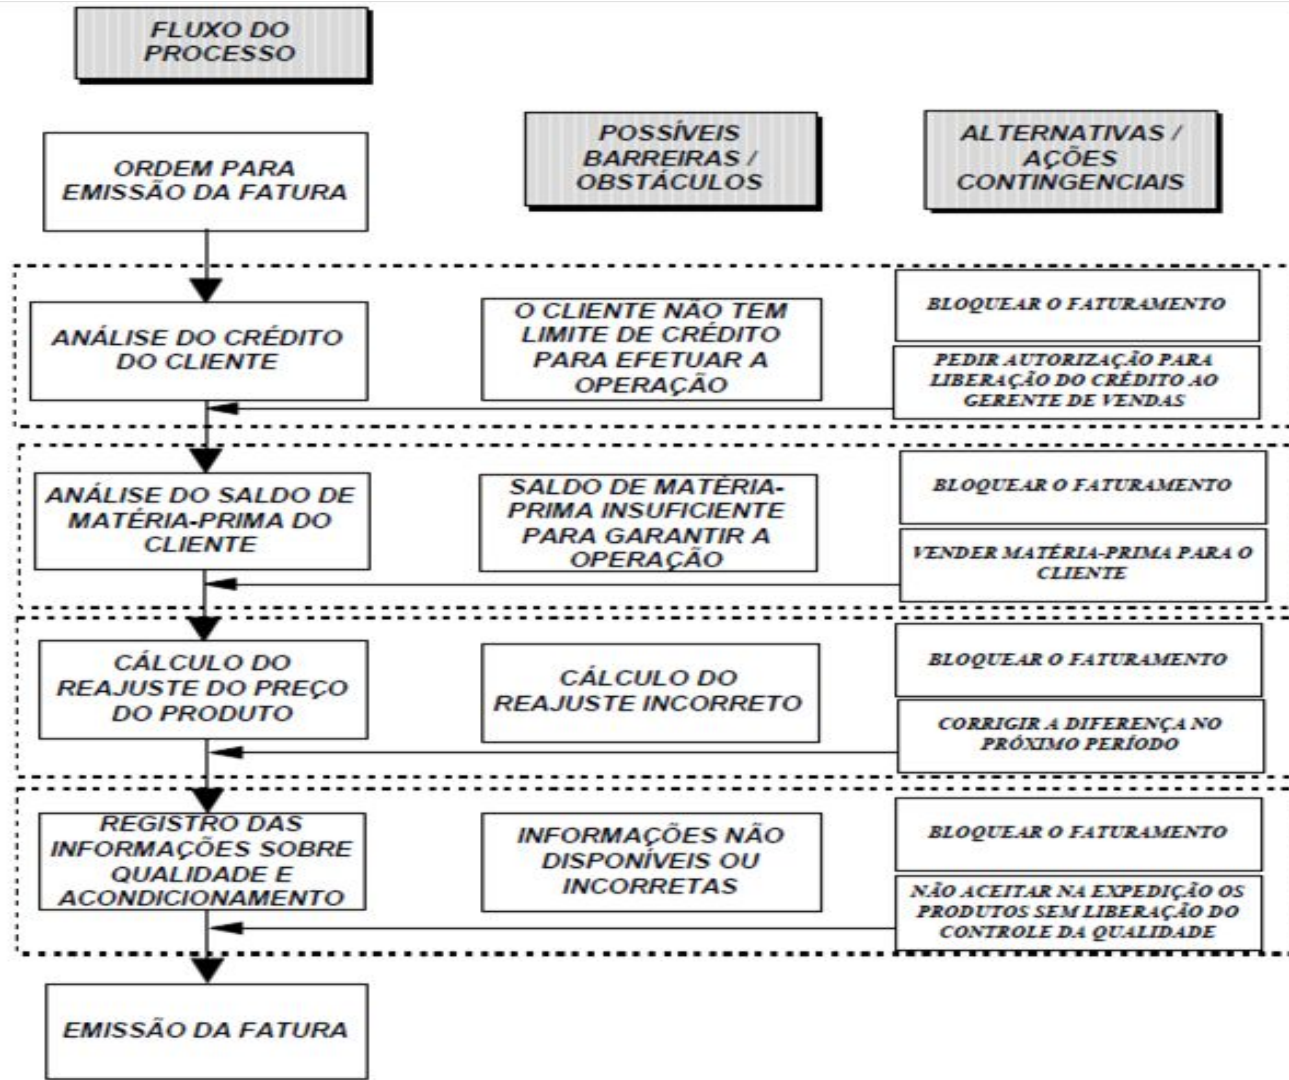 FLUXO DO
PROCESSO
POSSÍVEIS
BARREIRAS /
OBSTÁCULOS
ALTERNATIVAS /
AÇÕES
CONTINGENCIAIS
ORDEM PARA
EMISSÃO DA FATURA
ANÁLISE DO CRÉDITO
DO CLIENTE
O CLIENTE NÃO TEM
LIMITE DE CRÉDITO
PARA EFETUAR A
OPERAÇÃO
BLOQUEAR O FATURAMENTO
PEDIR AUTORIZAÇÃO PARA
LIBERAÇÃO DO CRÉDITO AO
GERENTE DE VENDAS
ANÁLISE DO SALDO DE
MATÉRIA-PRIMA DO
CLIENTE
SALDO DE MATÉRIA-
PRIMA INSUFICIENTE
PARA GARANTIR A
OPERAÇÃO
BLOQUEAR O FATURAMENTO
VENDER MATÉRIA-PRIMA PARA O
CLIENTE
CÁLCULO DO
REAJUSTE DO PREÇO
DO PRODUTO
CÁLCULO DO
REAJUSTE INCORRETO
BLOQUEAR O FATURAMENTO
CORRIGIR A DIFERENÇA NO
PRÓXIMO PERÍODO
REGISTRO DAS
INFORMAÇÕES SOBRE
QUALIDADE E
ACONDICIONAMENTO
INFORMAÇÕES NÃO
DISPONÍVEIS OU
INCORRETAS
BLOQUEAR O FATURAMENTO
NÃO ACEITAR NA EXPEDIÇÃO OS
PRODUTOS SEM LIBERAÇÃO DO
CONTROLE DA QUALIDADE
EMISSÃO DA FATURA